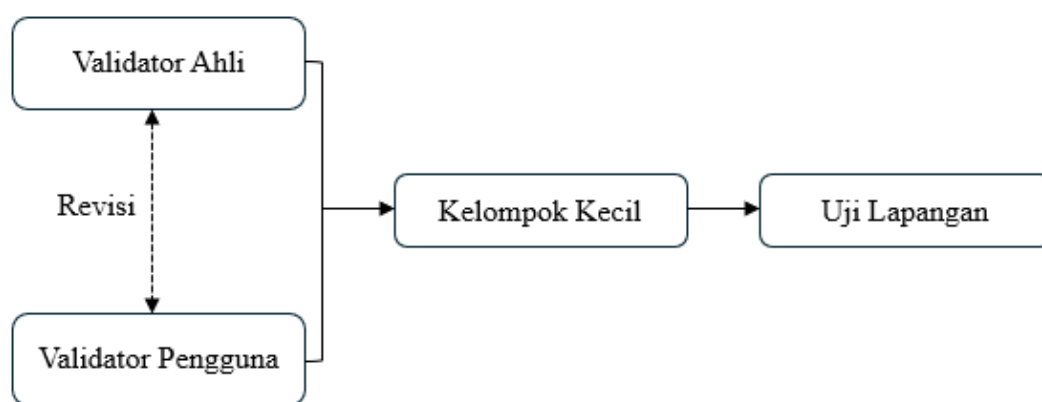 Validator Ahli
Revisi
Kelompok Kecil
Uji Lapangan
Validator Pengguna